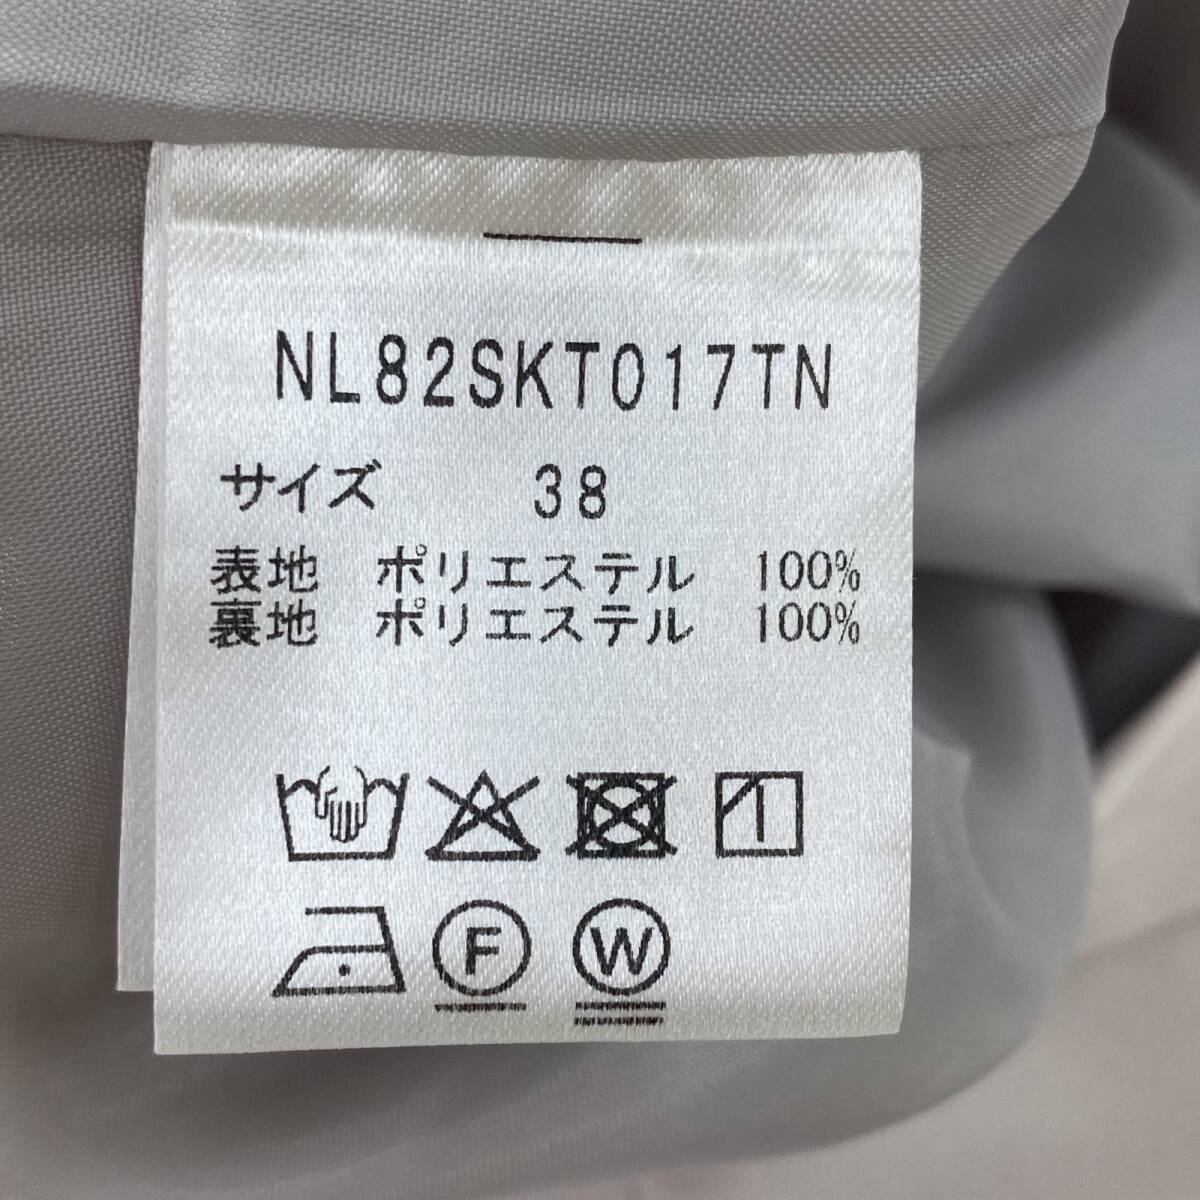 NL82SKT017TN
サイズ 38
表地 ポリエステル 100%
裏地 ポリエステル 100%
1
F W